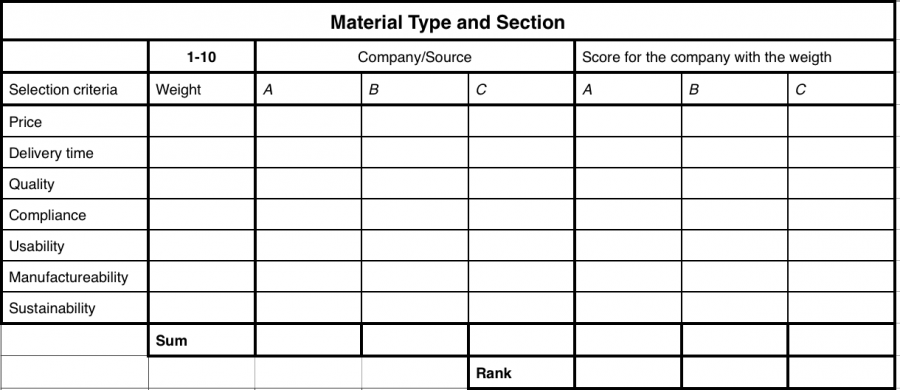 Material Type and Section
1-10 Company/Source Score for the company with the weigth
Selection criteria Weight A B C A B C
Price
Delivery time
Quality
Compliance
Usability
Manufactureability
Sustainability
Sum
Rank